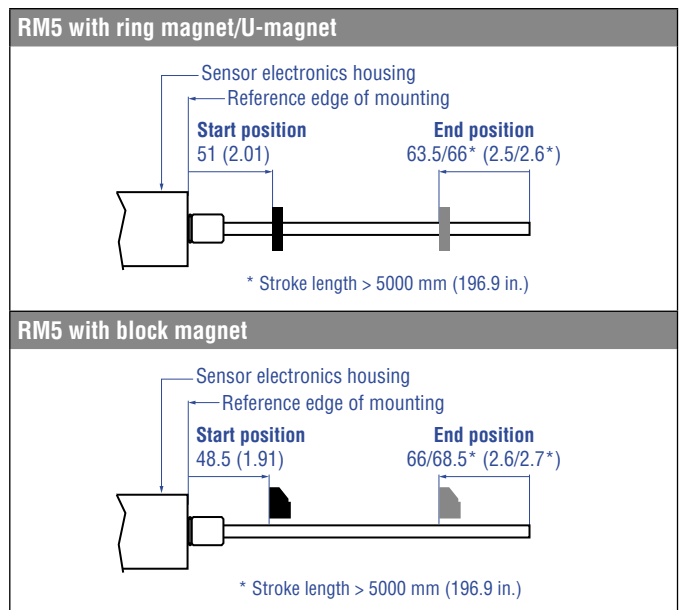 RM5 with ring magnet/U-magnet
Sensor electronics housing
Reference edge of mounting
Start position End position
51 (2.01) 63.5/66* (2.5/2.6*)
* Stroke length > 5000 mm (196.9 in.)
RM5 with block magnet
Sensor electronics housing
Reference edge of mounting
Start position End position
48.5 (1.91) 66/68.5* (2.6/2.7*)
* Stroke length > 5000 mm (196.9 in.)